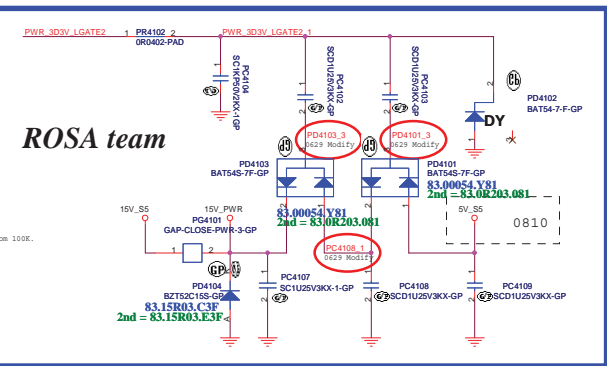 PWR_3D3V_LGATE2
1 PR4102 2
0R0402-PAD
PWR_3D3V_LGATE2_1
PC4104
SC1KP50V2KX-1GP
PC4102
SCD1U25V3KX-GP
PC4103
SCD1U25V3KX-GP
PD4102
BAT54-7-F-GP
DY
ROSA team
PD4103_3
0629 Modify
PD4101_3
0629 Modify
PD4103
BAT54S-7F-GP
PD4101
BAT54S-7F-GP
83.00054.Y81
2nd = 83.0R203.081
83.00054.Y81
2nd = 83.0R203.081
15V_S5
15V_PWR
5V_S5
0810
PG4101
GAP-CLOSE-PWR-3-GP
om 100K.
1 2
PC4108_1
0629 Modify
PD4104
BZT52C15S-GP
83.15R03.C3F
2nd = 83.15R03.E3F
PC4107
SC1U25V3KX-1-GP
PC4108
SCD1U25V3KX-GP
PC4109
SCD1U25V3KX-GP